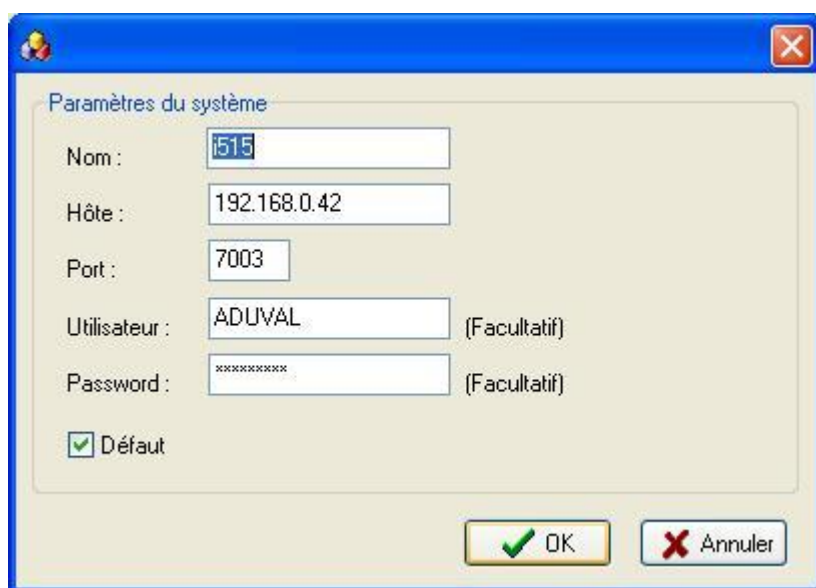 Paramètres du système
Nom : i515
Hôte : 192.168.0.42
Port : 7003
Utilisateur : ADUVAL (Facultatif)
Password : ********* (Facultatif)
Défaut
OK Annuler